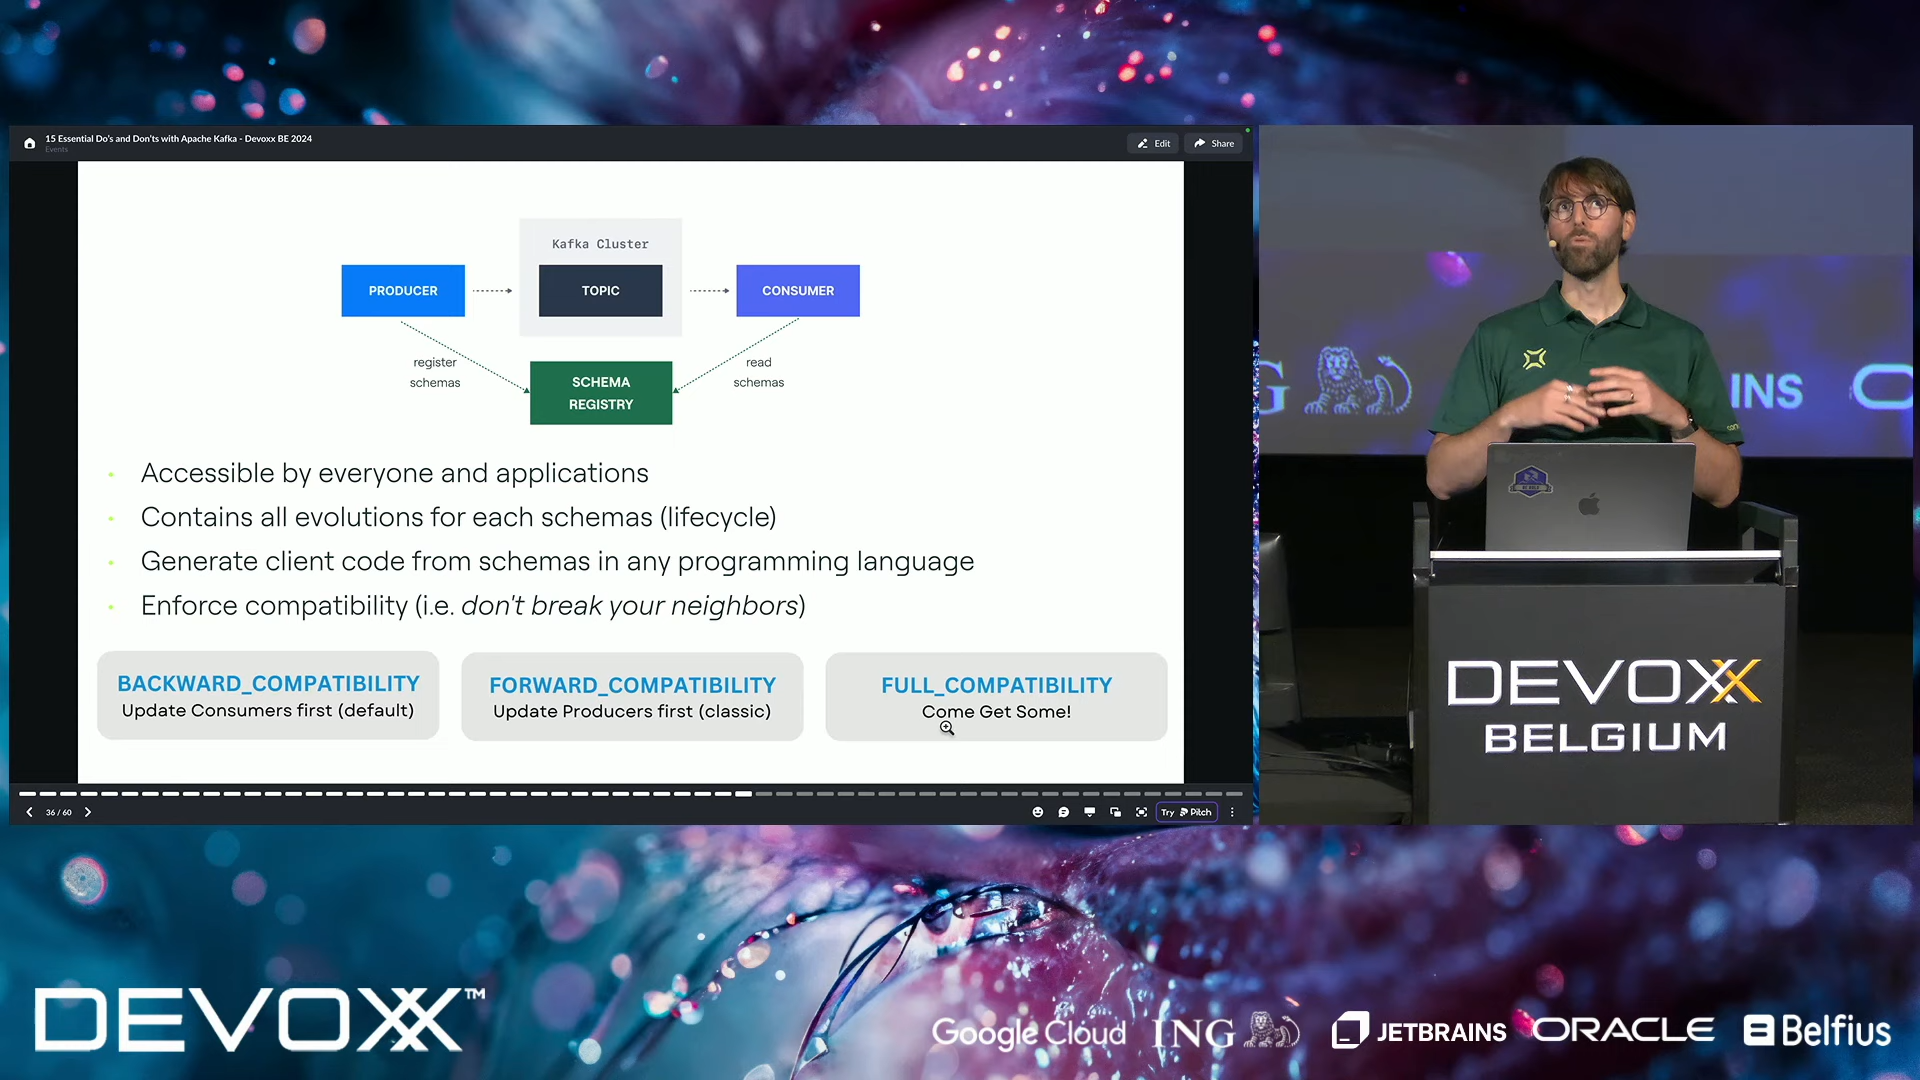 15 Essential Do's and Don'ts with Apache Kafka - Devoxx BE 2024
Events
Edit
Share
Kafka Cluster
PRODUCER
TOPIC
CONSUMER
register
schemas
read
schemas
SCHEMA
REGISTRY
Accessible by everyone and applications
Contains all evolutions for each schemas (lifecycle)
Generate client code from schemas in any programming language
Enforce compatibility (i.e. don't break your neighbors)
BACKWARD_COMPATIBILITY
Update Consumers first (default)
FORWARD_COMPATIBILITY
Update Producers first (classic)
FULL_COMPATIBILITY
Come Get Some!
36 / 60
Try Pitch
G
INS
DEVOXX
BELGIUM
DEVOXX™
Google Cloud
ING
JETBRAINS
ORACLE
Belfius